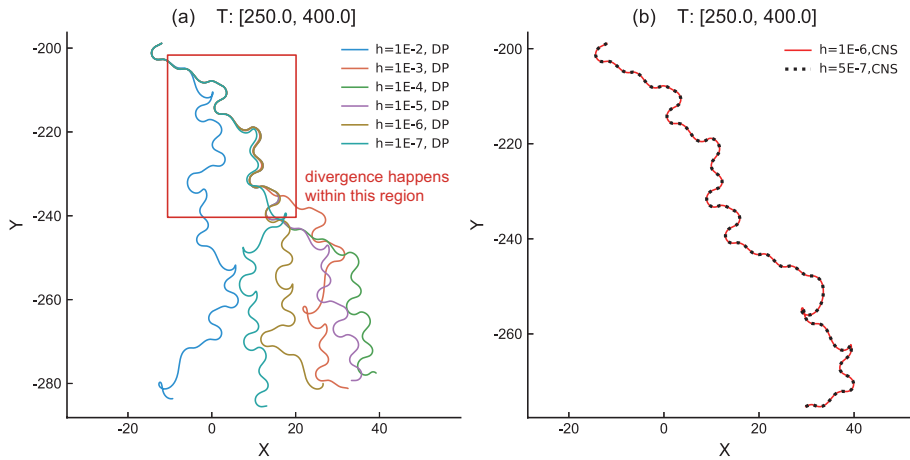 (a) T: [250.0, 400.0]
-200
-220
-240
-260
-280
Y
-20
0
20
40
X
h=1E-2, DP
h=1E-3, DP
h=1E-4, DP
h=1E-5, DP
h=1E-6, DP
h=1E-7, DP
divergence happens
within this region
(b) T: [250.0, 400.0]
-200
-220
-240
-260
Y
-20
0
20
40
X
h=1E-6,CNS
h=5E-7,CNS